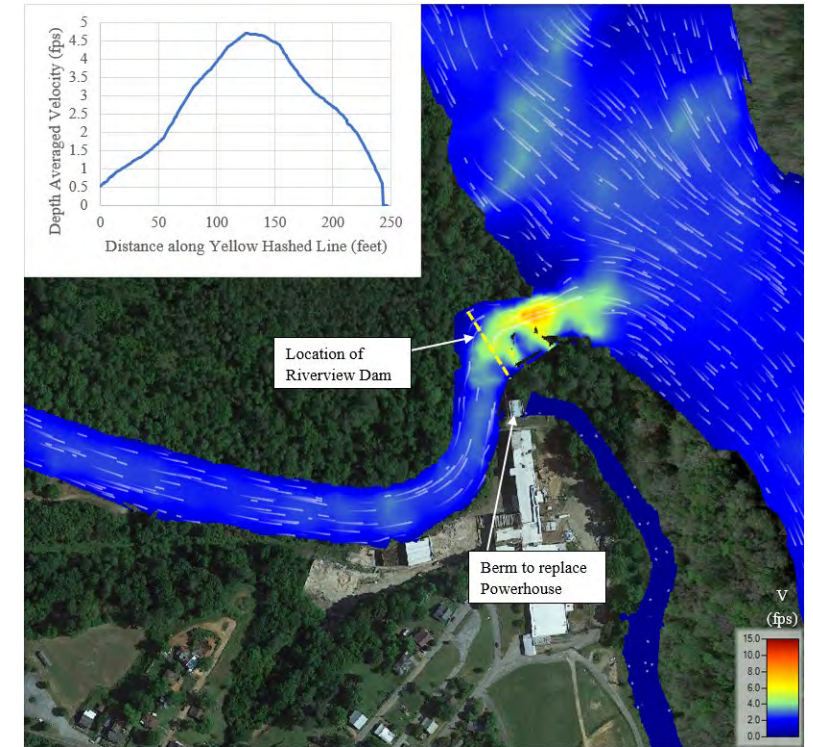 5
4.5
4
3.5
3
2.5
2
1.5
1
0.5
0
Depth Averaged Velocity (fps)
0 50 100 150 200 250
Distance along Yellow Hashed Line (feet)
Location of
Riverview Dam
Berm to replace
Powerhouse
V
(fps)
15.0
8.0
6.0
4.0
2.0
0.0